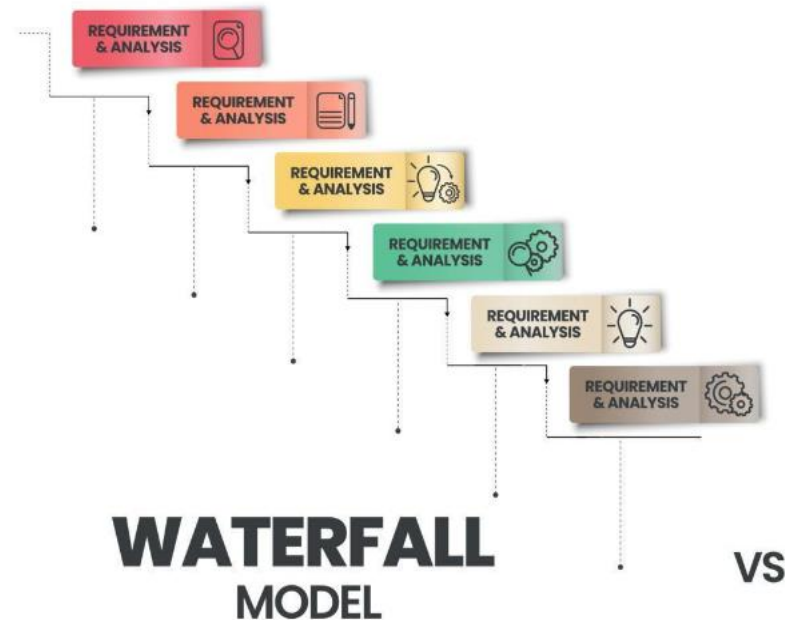 REQUIREMENT
& ANALYSIS
REQUIREMENT
& ANALYSIS
REQUIREMENT
& ANALYSIS
REQUIREMENT
& ANALYSIS
REQUIREMENT
& ANALYSIS
REQUIREMENT
& ANALYSIS
WATERFALL
MODEL
VS